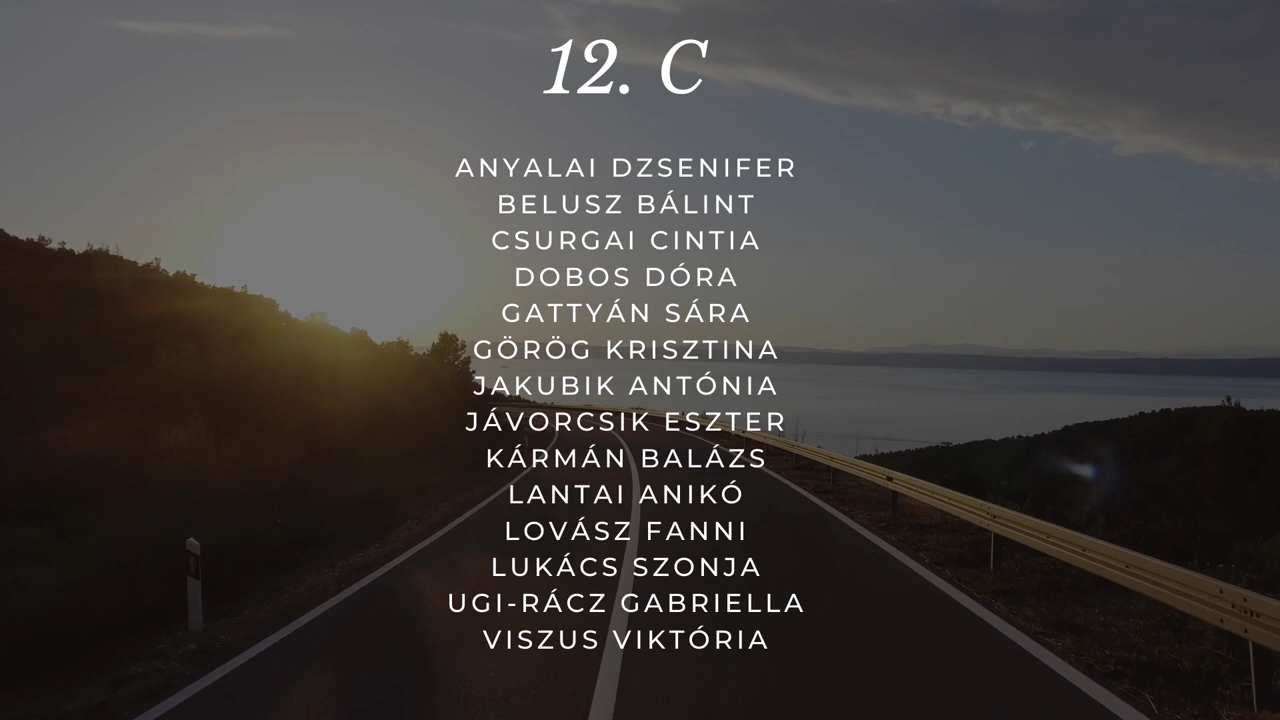 12. C
ANYALAI DZSENIFER
BELUSZ BÁLINT
CSURGAI CINTIA
DOBOS DÓRA
GATTYÁN SÁRA
GÖRÖG KRISZTINA
JAKUBIK ANTÓNIA
JÁVORCSIK ESZTER
KÁRMÁN BALÁZS
LANTAI ANIKÓ
LOVÁSZ FANNI
LUKÁCS SZONJA
UGI-RÁCZ GABRIELLA
VISZUS VIKTÓRIA